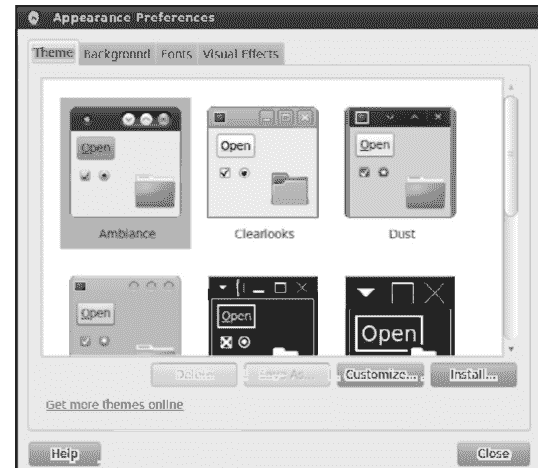 Appearance Preferences
Theme Background Fonts Visual Effects
Open
Open
Open
Ambiance
Clearlooks
Dust
Open
Open
Open
Delete Save As... Customize... Install...
Get more themes online
Help Close